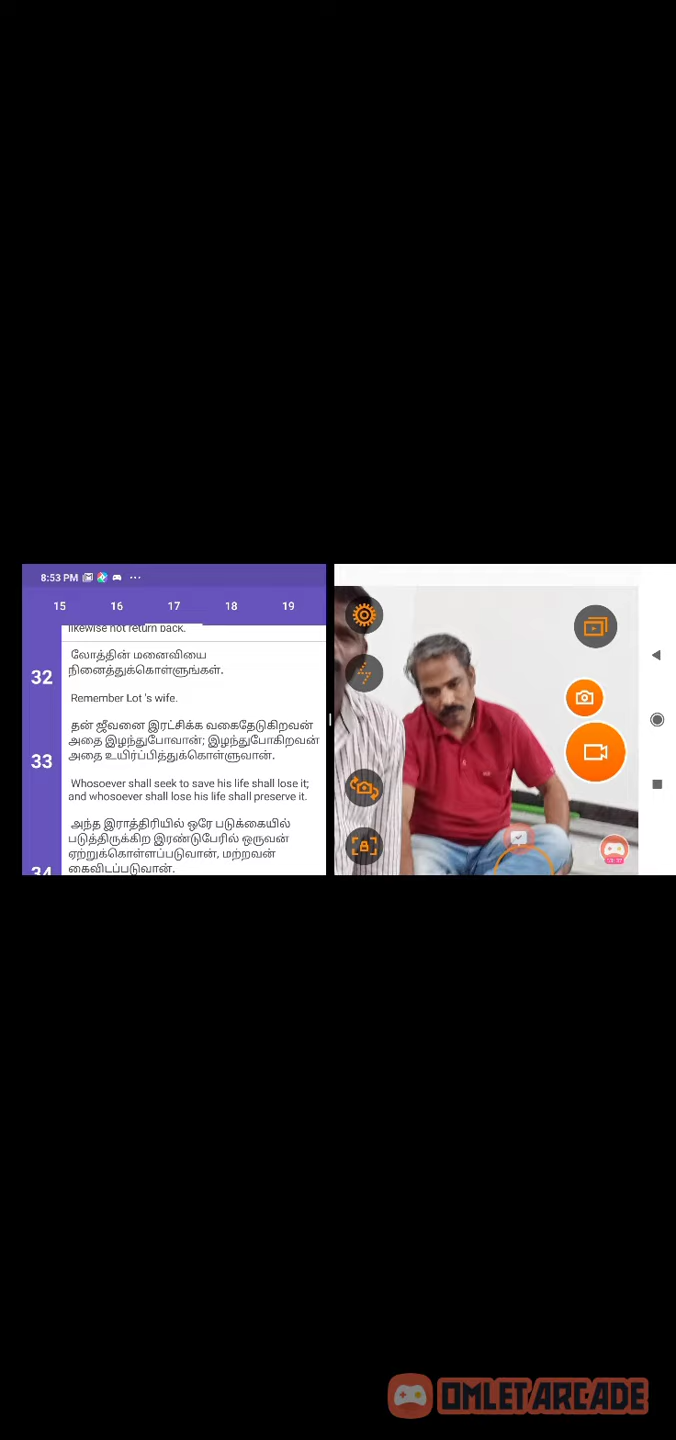 8:53 PM
15 16 17 18 19
likewise not return back.
லோத்தின் மனைவியை
நினைத்துக்கொள்ளுங்கள்.
32
Remember Lot 's wife.
தன் ஜீவனை இரட்சிக்க வகைதேடுகிறவன்
அதை இழந்துபோவான்; இழந்துபோகிறவன்
அதை உயிர்ப்பித்துக்கொள்ளுவான்.
33
Whosoever shall seek to save his life shall lose it;
and whosoever shall lose his life shall preserve it.
அந்த இராத்திரியில் ஒரே படுக்கையில்
படுத்திருக்கிற இரண்டுபேரில் ஒருவன்
ஏற்றுக்கொள்ளப்படுவான், மற்றவன்
கைவிடப்படுவான்.
34
OMLET ARCADE